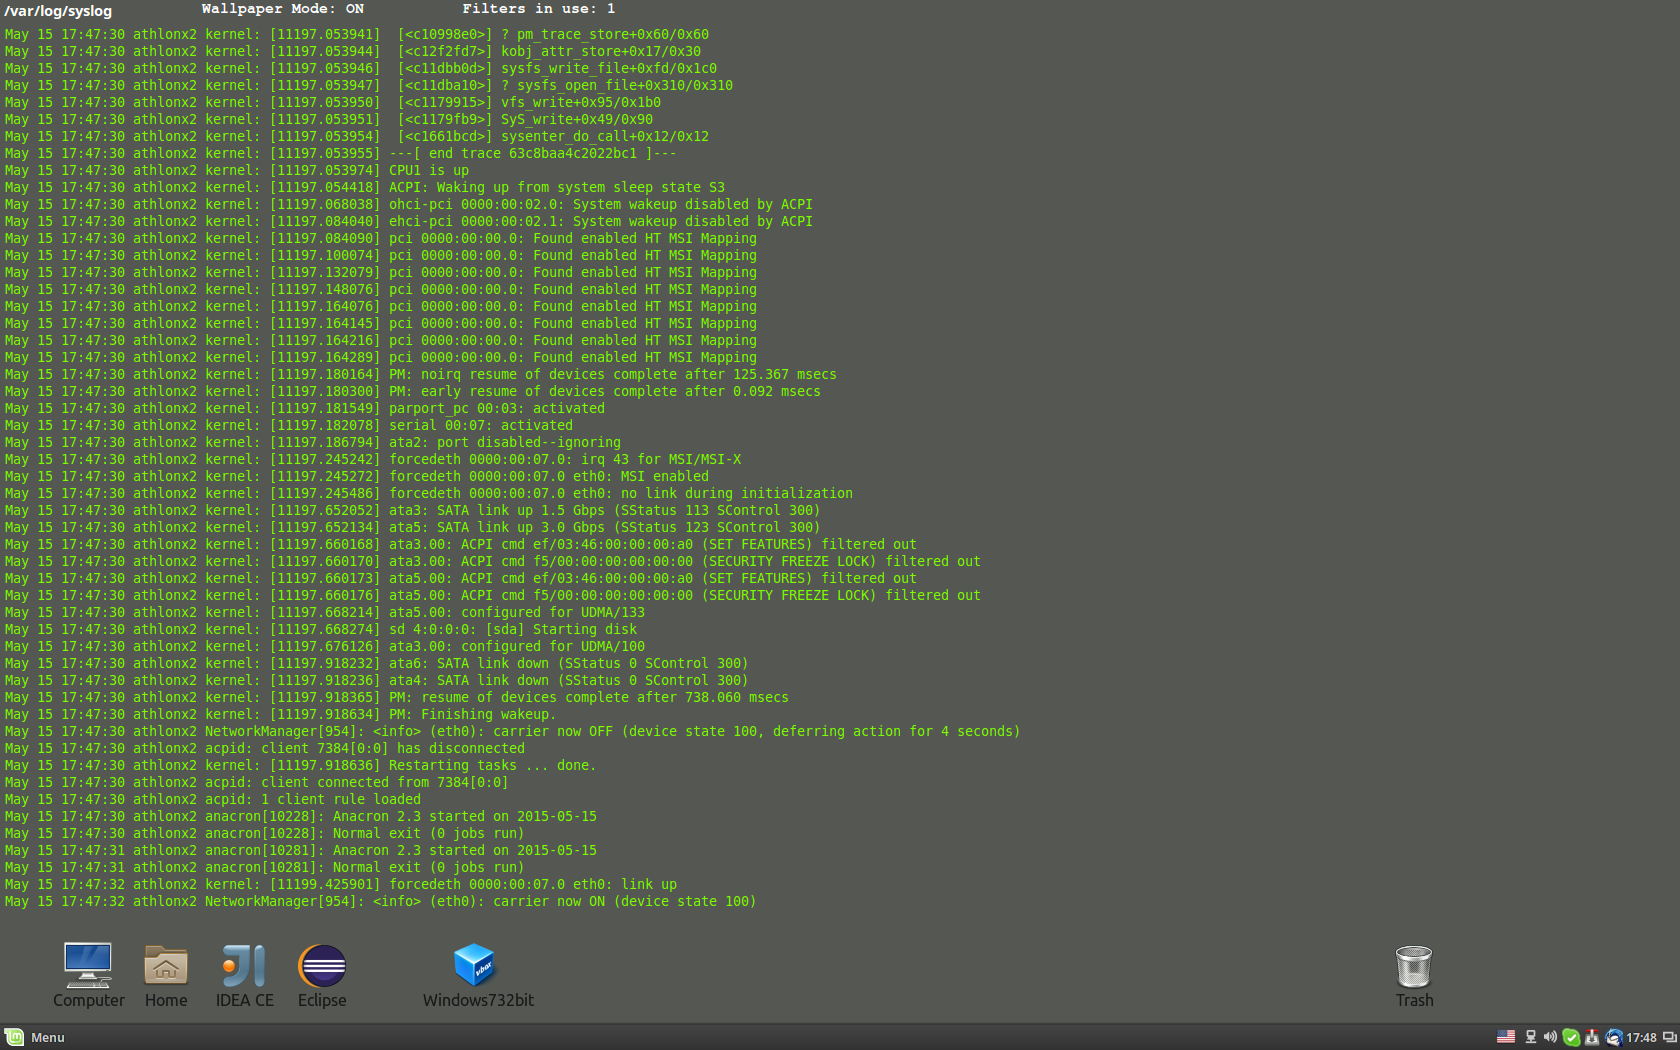 /var/log/syslog Wallpaper Mode: ON Filters in use: 1
May 15 17:47:30 athlonx2 kernel: [11197.053941]  [<c10998e0>] ? pm_trace_store+0x60/0x60
May 15 17:47:30 athlonx2 kernel: [11197.053944]  [<c12f2fd7>] kobj_attr_store+0x17/0x30
May 15 17:47:30 athlonx2 kernel: [11197.053946]  [<c11dbb0d>] sysfs_write_file+0xfd/0x1c0
May 15 17:47:30 athlonx2 kernel: [11197.053947]  [<c11dba10>] ? sysfs_open_file+0x310/0x310
May 15 17:47:30 athlonx2 kernel: [11197.053950]  [<c1179915>] vfs_write+0x95/0x1b0
May 15 17:47:30 athlonx2 kernel: [11197.053951]  [<c1179fb9>] SyS_write+0x49/0x90
May 15 17:47:30 athlonx2 kernel: [11197.053954]  [<c1661bcd>] sysenter_do_call+0x12/0x12
May 15 17:47:30 athlonx2 kernel: [11197.053955] ---[ end trace 63c8baa4c2022bc1 ]---
May 15 17:47:30 athlonx2 kernel: [11197.053974] CPU1 is up
May 15 17:47:30 athlonx2 kernel: [11197.054418] ACPI: Waking up from system sleep state S3
May 15 17:47:30 athlonx2 kernel: [11197.068038] ohci-pci 0000:00:02.0: System wakeup disabled by ACPI
May 15 17:47:30 athlonx2 kernel: [11197.084040] ehci-pci 0000:00:02.1: System wakeup disabled by ACPI
May 15 17:47:30 athlonx2 kernel: [11197.084090] pci 0000:00:00.0: Found enabled HT MSI Mapping
May 15 17:47:30 athlonx2 kernel: [11197.100074] pci 0000:00:00.0: Found enabled HT MSI Mapping
May 15 17:47:30 athlonx2 kernel: [11197.132079] pci 0000:00:00.0: Found enabled HT MSI Mapping
May 15 17:47:30 athlonx2 kernel: [11197.148076] pci 0000:00:00.0: Found enabled HT MSI Mapping
May 15 17:47:30 athlonx2 kernel: [11197.164076] pci 0000:00:00.0: Found enabled HT MSI Mapping
May 15 17:47:30 athlonx2 kernel: [11197.164145] pci 0000:00:00.0: Found enabled HT MSI Mapping
May 15 17:47:30 athlonx2 kernel: [11197.164216] pci 0000:00:00.0: Found enabled HT MSI Mapping
May 15 17:47:30 athlonx2 kernel: [11197.164289] pci 0000:00:00.0: Found enabled HT MSI Mapping
May 15 17:47:30 athlonx2 kernel: [11197.180164] PM: noirq resume of devices complete after 125.367 msecs
May 15 17:47:30 athlonx2 kernel: [11197.180300] PM: early resume of devices complete after 0.092 msecs
May 15 17:47:30 athlonx2 kernel: [11197.181549] parport_pc 00:03: activated
May 15 17:47:30 athlonx2 kernel: [11197.182078] serial 00:07: activated
May 15 17:47:30 athlonx2 kernel: [11197.186794] ata2: port disabled--ignoring
May 15 17:47:30 athlonx2 kernel: [11197.245242] forcedeth 0000:00:07.0: irq 43 for MSI/MSI-X
May 15 17:47:30 athlonx2 kernel: [11197.245272] forcedeth 0000:00:07.0 eth0: MSI enabled
May 15 17:47:30 athlonx2 kernel: [11197.245486] forcedeth 0000:00:07.0 eth0: no link during initialization
May 15 17:47:30 athlonx2 kernel: [11197.652052] ata3: SATA link up 1.5 Gbps (SStatus 113 SControl 300)
May 15 17:47:30 athlonx2 kernel: [11197.652134] ata5: SATA link up 3.0 Gbps (SStatus 123 SControl 300)
May 15 17:47:30 athlonx2 kernel: [11197.660168] ata3.00: ACPI cmd ef/03:46:00:00:00:a0 (SET FEATURES) filtered out
May 15 17:47:30 athlonx2 kernel: [11197.660170] ata3.00: ACPI cmd f5/00:00:00:00:00:00 (SECURITY FREEZE LOCK) filtered out
May 15 17:47:30 athlonx2 kernel: [11197.660173] ata5.00: ACPI cmd ef/03:46:00:00:00:a0 (SET FEATURES) filtered out
May 15 17:47:30 athlonx2 kernel: [11197.660176] ata5.00: ACPI cmd f5/00:00:00:00:00:00 (SECURITY FREEZE LOCK) filtered out
May 15 17:47:30 athlonx2 kernel: [11197.668214] ata5.00: configured for UDMA/133
May 15 17:47:30 athlonx2 kernel: [11197.668274] sd 4:0:0:0: [sda] Starting disk
May 15 17:47:30 athlonx2 kernel: [11197.676126] ata3.00: configured for UDMA/100
May 15 17:47:30 athlonx2 kernel: [11197.918232] ata6: SATA link down (SStatus 0 SControl 300)
May 15 17:47:30 athlonx2 kernel: [11197.918236] ata4: SATA link down (SStatus 0 SControl 300)
May 15 17:47:30 athlonx2 kernel: [11197.918365] PM: resume of devices complete after 738.060 msecs
May 15 17:47:30 athlonx2 kernel: [11197.918634] PM: Finishing wakeup.
May 15 17:47:30 athlonx2 NetworkManager[954]: <info> (eth0): carrier now OFF (device state 100, deferring action for 4 seconds)
May 15 17:47:30 athlonx2 acpid: client 7384[0:0] has disconnected
May 15 17:47:30 athlonx2 kernel: [11197.918636] Restarting tasks ... done.
May 15 17:47:30 athlonx2 acpid: client connected from 7384[0:0]
May 15 17:47:30 athlonx2 acpid: 1 client rule loaded
May 15 17:47:30 athlonx2 anacron[10228]: Anacron 2.3 started on 2015-05-15
May 15 17:47:30 athlonx2 anacron[10228]: Normal exit (0 jobs run)
May 15 17:47:31 athlonx2 anacron[10281]: Anacron 2.3 started on 2015-05-15
May 15 17:47:31 athlonx2 anacron[10281]: Normal exit (0 jobs run)
May 15 17:47:32 athlonx2 kernel: [11199.425901] forcedeth 0000:00:07.0 eth0: link up
May 15 17:47:32 athlonx2 NetworkManager[954]: <info> (eth0): carrier now ON (device state 100)
vbox
Computer Home IDEA CE Eclipse Windows732bit Trash
Menu 17:48